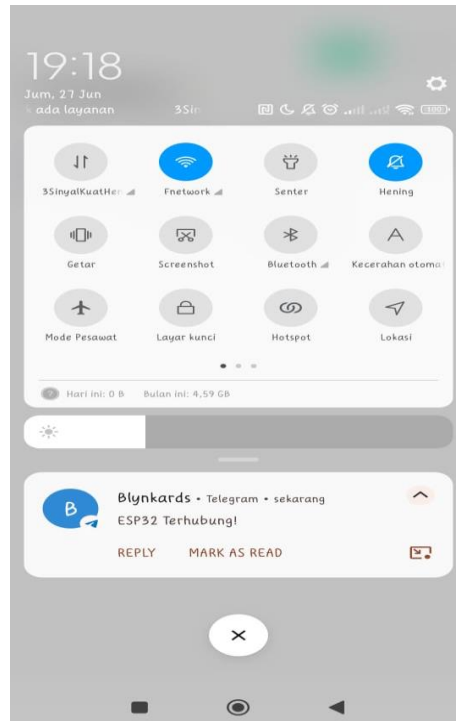 19:18
Jum, 27 Jun
ada layanan 3Sin 100
3SinyalKuatHer Fnetwork Senter Hening
Getar Screenshot Bluetooth Kecerahan otoma
Mode Pesawat Layar kunci Hotspot Lokasi
? Hari ini: 0 B Bulan ini: 4,59 GB
B Blynkards • Telegram • sekarang
ESP32 Terhubung!
REPLY MARK AS READ